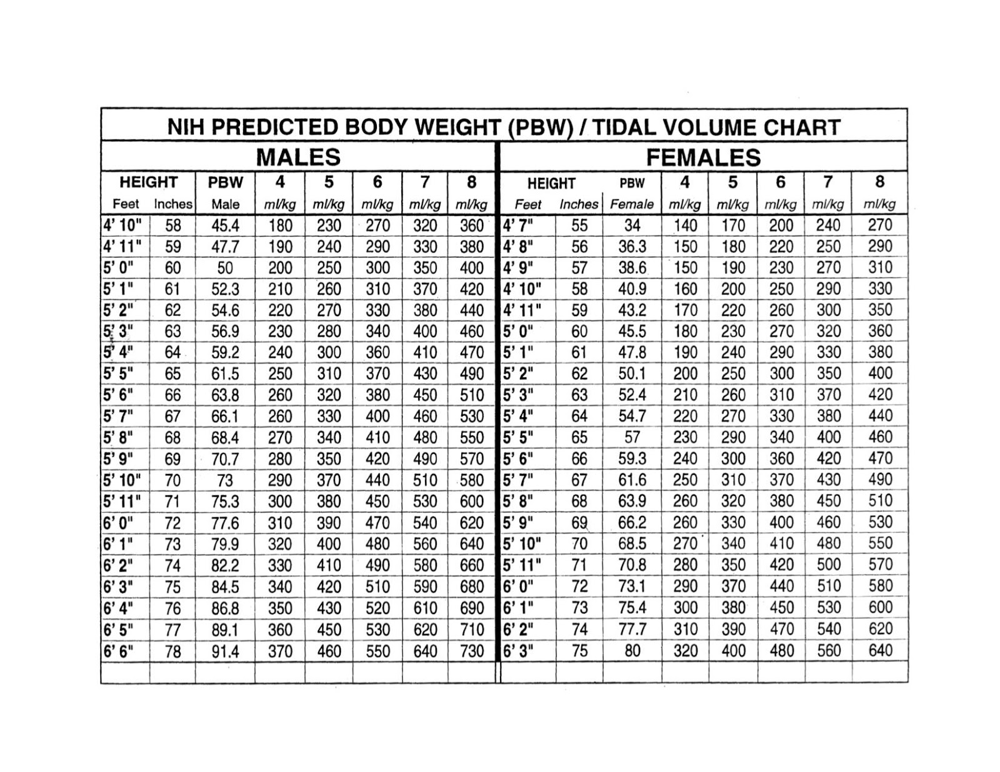 NIH PREDICTED BODY WEIGHT (PBW) / TIDAL VOLUME CHART
MALES FEMALES
HEIGHT PBW 4 5 6 7 8 HEIGHT PBW 4 5 6 7 8
Feet Inches Male ml/kg ml/kg ml/kg ml/kg ml/kg Feet Inches Female ml/kg ml/kg ml/kg ml/kg ml/kg
4' 10" 58 45.4 180 230 270 320 360 4' 7" 55 34 140 170 200 240 270
4' 11" 59 47.7 190 240 290 330 380 4' 8" 56 36.3 150 180 220 250 290
5' 0" 60 50 200 250 300 350 400 4' 9" 57 38.6 150 190 230 270 310
5' 1" 61 52.3 210 260 310 370 420 4' 10" 58 40.9 160 200 250 290 330
5' 2" 62 54.6 220 270 330 380 440 4' 11" 59 43.2 170 220 260 300 350
5' 3" 63 56.9 230 280 340 400 460 5' 0" 60 45.5 180 230 270 320 360
5' 4" 64 59.2 240 300 360 410 470 5' 1" 61 47.8 190 240 290 330 380
5' 5" 65 61.5 250 310 370 430 490 5' 2" 62 50.1 200 250 300 350 400
5' 6" 66 63.8 260 320 380 450 510 5' 3" 63 52.4 210 260 310 370 420
5' 7" 67 66.1 260 330 400 460 530 5' 4" 64 54.7 220 270 330 380 440
5' 8" 68 68.4 270 340 410 480 550 5' 5" 65 57 230 290 340 400 460
5' 9" 69 70.7 280 350 420 490 570 5' 6" 66 59.3 240 300 360 420 470
5' 10" 70 73 290 370 440 510 580 5' 7" 67 61.6 250 310 370 430 490
5' 11" 71 75.3 300 380 450 530 600 5' 8" 68 63.9 260 320 380 450 510
6' 0" 72 77.6 310 390 470 540 620 5' 9" 69 66.2 260 330 400 460 530
6' 1" 73 79.9 320 400 480 560 640 5' 10" 70 68.5 270 340 410 480 550
6' 2" 74 82.2 330 410 490 580 660 5' 11" 71 70.8 280 350 420 500 570
6' 3" 75 84.5 340 420 510 590 680 6' 0" 72 73.1 290 370 440 510 580
6' 4" 76 86.8 350 430 520 610 690 6' 1" 73 75.4 300 380 450 530 600
6' 5" 77 89.1 360 450 530 620 710 6' 2" 74 77.7 310 390 470 540 620
6' 6" 78 91.4 370 460 550 640 730 6' 3" 75 80 320 400 480 560 640